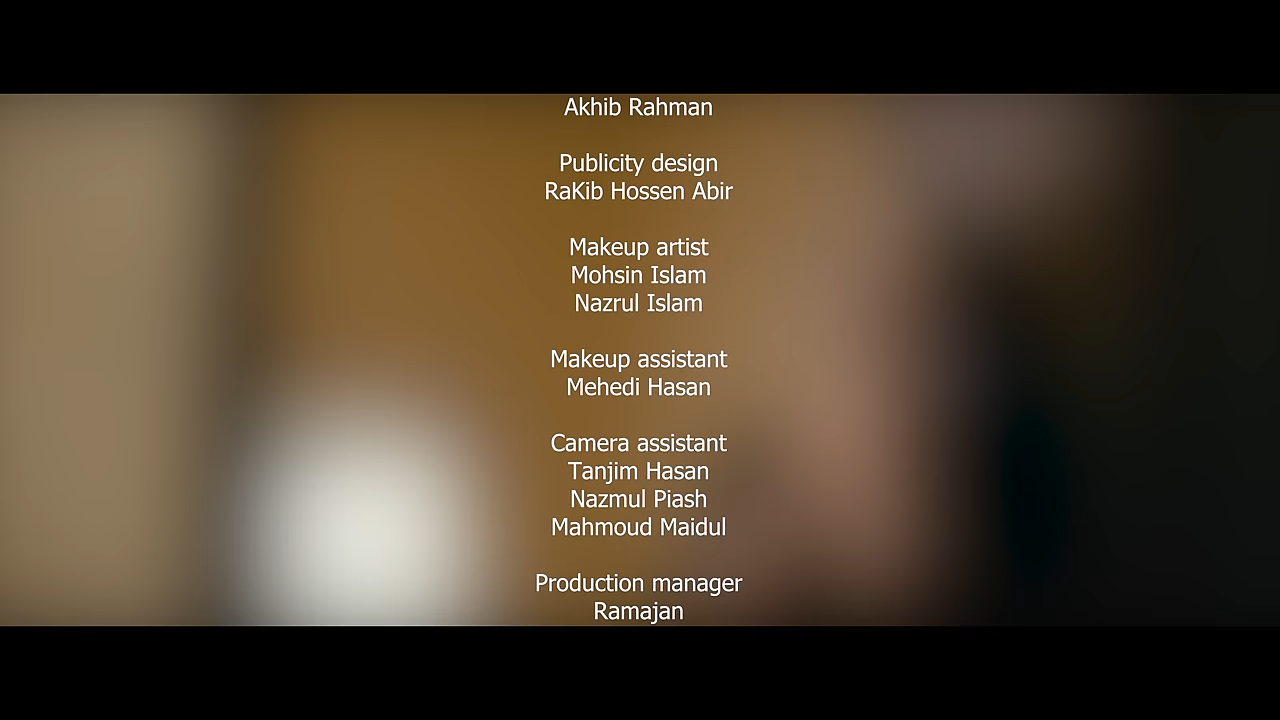 Akhib Rahman
Publicity design
RaKib Hossen Abir
Makeup artist
Mohsin Islam
Nazrul Islam
Makeup assistant
Mehedi Hasan
Camera assistant
Tanjim Hasan
Nazmul Piash
Mahmoud Maidul
Production manager
Ramajan